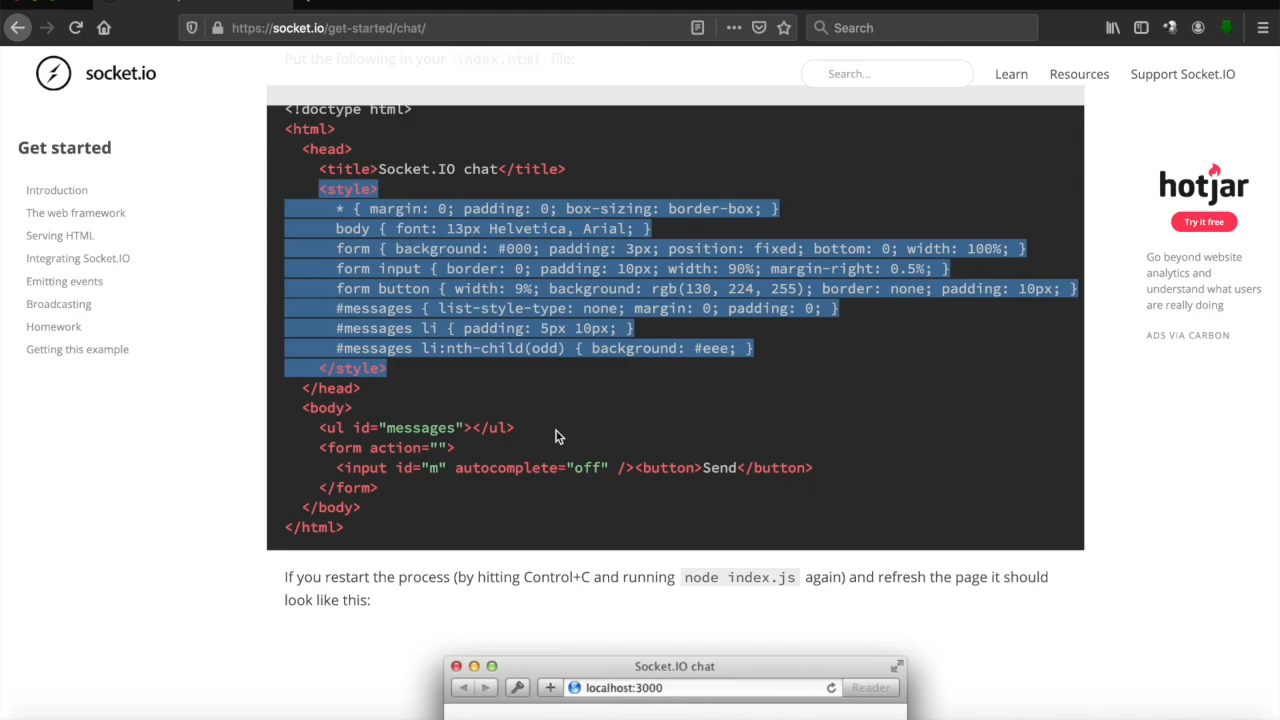 https://socket.io/get-started/chat/
Search
Put the following in your index.html file:
socket.io
Search...
Learn
Resources
Support Socket.IO
Get started
Introduction
The web framework
Serving HTML
Integrating Socket.IO
Emitting events
Broadcasting
Homework
Getting this example
<!doctype html>
<html>
<head>
<title>Socket.IO chat</title>
<style>
* { margin: 0; padding: 0; box-sizing: border-box; }
body { font: 13px Helvetica, Arial; }
form { background: #000; padding: 3px; position: fixed; bottom: 0; width: 100%; }
form input { border: 0; padding: 10px; width: 90%; margin-right: 0.5%; }
form button { width: 9%; background: rgb(130, 224, 255); border: none; padding: 10px; }
#messages { list-style-type: none; margin: 0; padding: 0; }
#messages li { padding: 5px 10px; }
#messages li:nth-child(odd) { background: #eee; }
</style>
</head>
<body>
<ul id="messages"></ul>
<form action="">
<input id="m" autocomplete="off" /><button>Send</button>
</form>
</body>
</html>
If you restart the process (by hitting Control+C and running node index.js again) and refresh the page it should
look like this:
Socket.IO chat
localhost:3000
Reader
hotjar
Try it free
Go beyond website
analytics and
understand what users
are really doing
ADS VIA CARBON